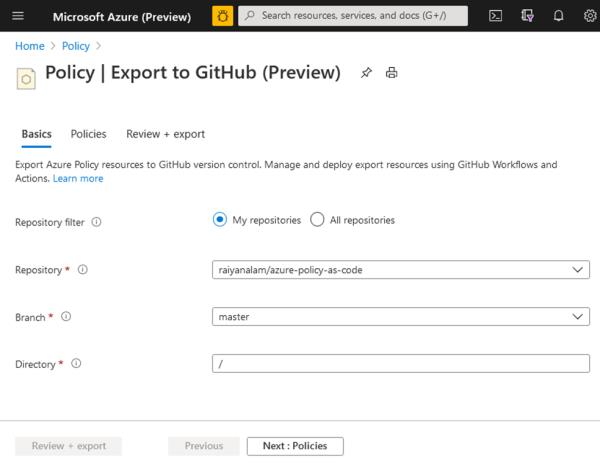 Microsoft Azure (Preview)
Search resources, services, and docs (G+/)
Home > Policy >
Policy | Export to GitHub (Preview)
Basics Policies Review + export
Export Azure Policy resources to GitHub version control. Manage and deploy export resources using GitHub Workflows and
Actions. Learn more
Repository filter My repositories All repositories
Repository * raiyanalam/azure-policy-as-code
Branch * master
Directory * /
Review + export Previous Next : Policies